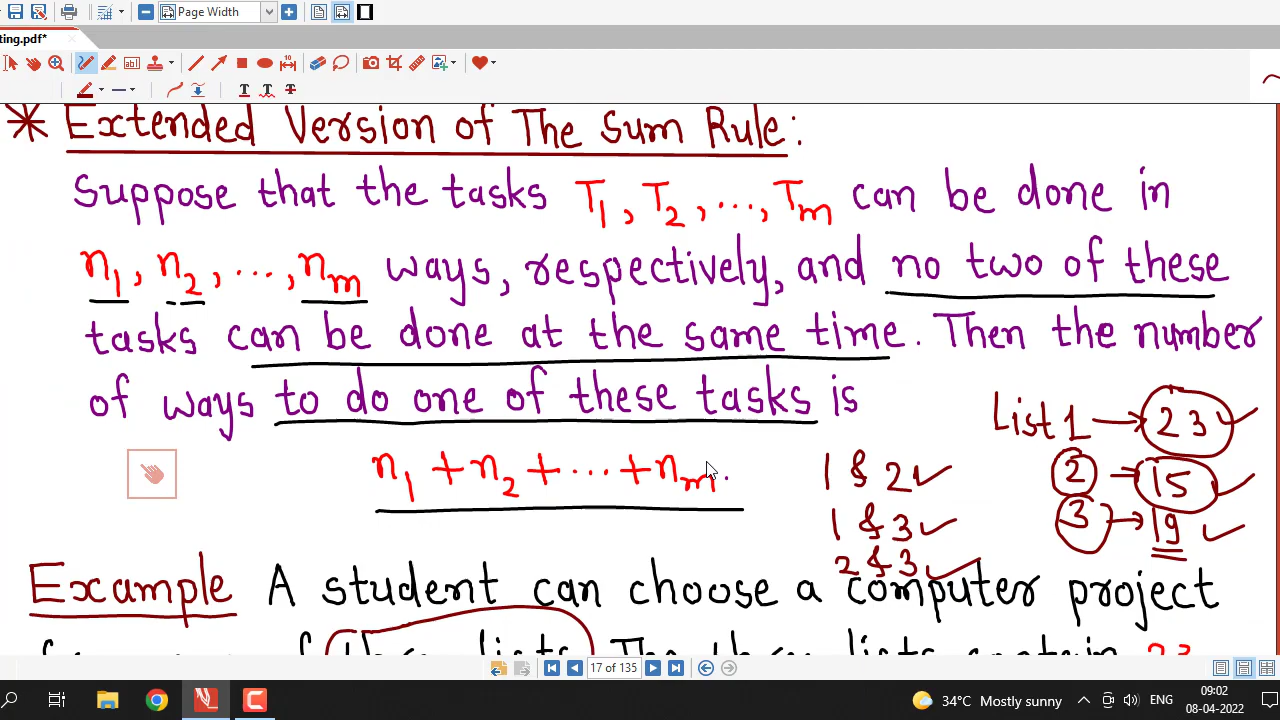 Page Width
ting.pdf*
10
T T T
* Extended Version of The Sum Rule:
Suppose that the tasks T1, T2, ..., Tm can be done in
n1, n2, ..., nm ways, respectively, and no two of these
tasks can be done at the same time. Then the number
of ways to do one of these tasks is
List 1 → 23 ✓
n1 + n2 + ... + nm.
1 & 2 ✓
2 → 15 ✓
1 & 3 ✓
3 → 19 ✓
2 & 3 ✓
Example A student can choose a computer project
17 of 135
34°C Mostly sunny
ENG
09:02
08-04-2022